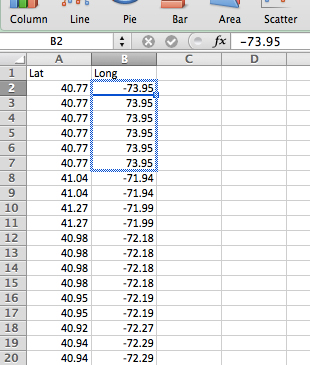 Column Line Pie Bar Area Scatter
B2 fx -73.95
A B C D
1 Lat Long
2 40.77 -73.95
3 40.77 73.95
4 40.77 73.95
5 40.77 73.95
6 40.77 73.95
7 40.77 73.95
8 41.04 -71.94
9 41.04 -71.94
10 41.27 -71.99
11 41.27 -71.99
12 40.98 -72.18
13 40.98 -72.18
14 40.98 -72.18
15 40.98 -72.18
16 40.95 -72.19
17 40.95 -72.19
18 40.92 -72.27
19 40.94 -72.29
20 40.94 -72.29